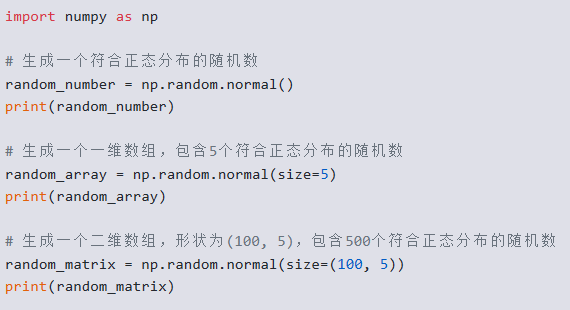 import numpy as np
# 生成一个符合正态分布的随机数
random_number = np.random.normal()
print(random_number)
# 生成一个一维数组，包含5个符合正态分布的随机数
random_array = np.random.normal(size=5)
print(random_array)
# 生成一个二维数组，形状为(100, 5)，包含500个符合正态分布的随机数
random_matrix = np.random.normal(size=(100, 5))
print(random_matrix)